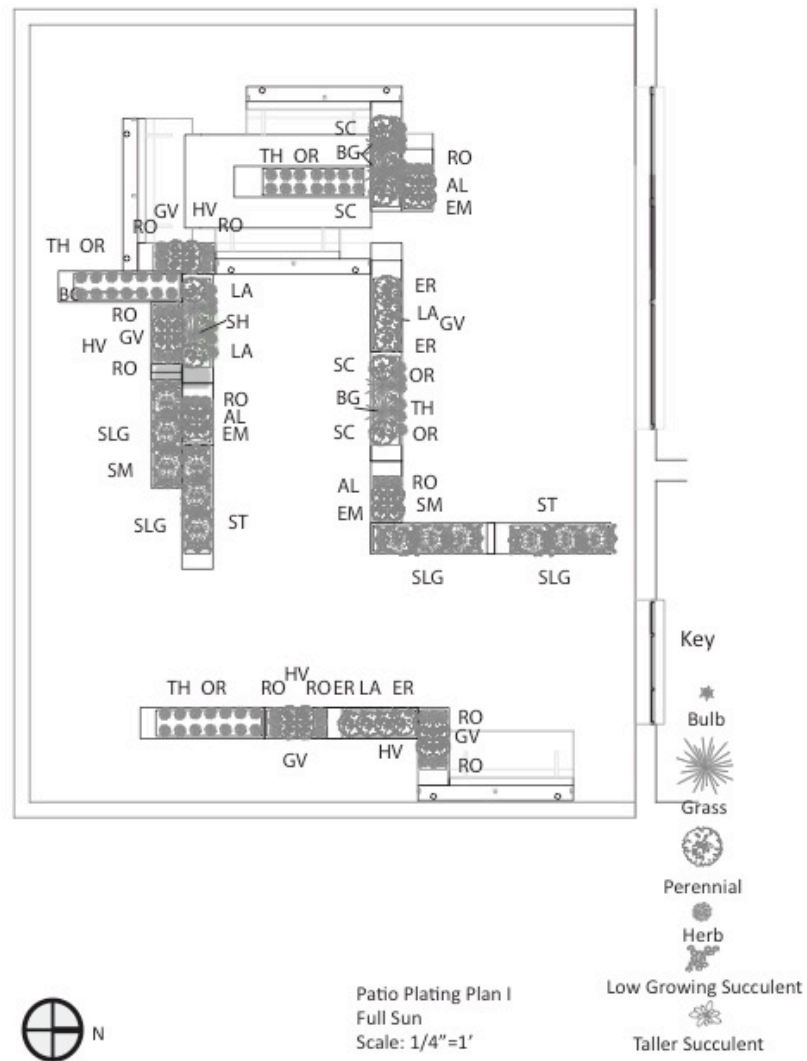 SC
BG
TH OR
RO
AL
SC
EM
GV HV
RO
RO
TH OR
BG
LA
ER
RO
SH
LA
GV
GV
HV
LA
ER
RO
SC
OR
RO
BG
TH
AL
SLG
EM
SC
OR
SM
AL
RO
EM
SM
ST
SLG
ST
SLG
SLG
Key
HV
TH OR
RO
RO
ER LA ER
RO
GV
HV
GV
RO
Bulb
Grass
Perennial
Herb
Low Growing Succulent
Taller Succulent
Patio Plating Plan I
Full Sun
Scale: 1/4"=1'
N